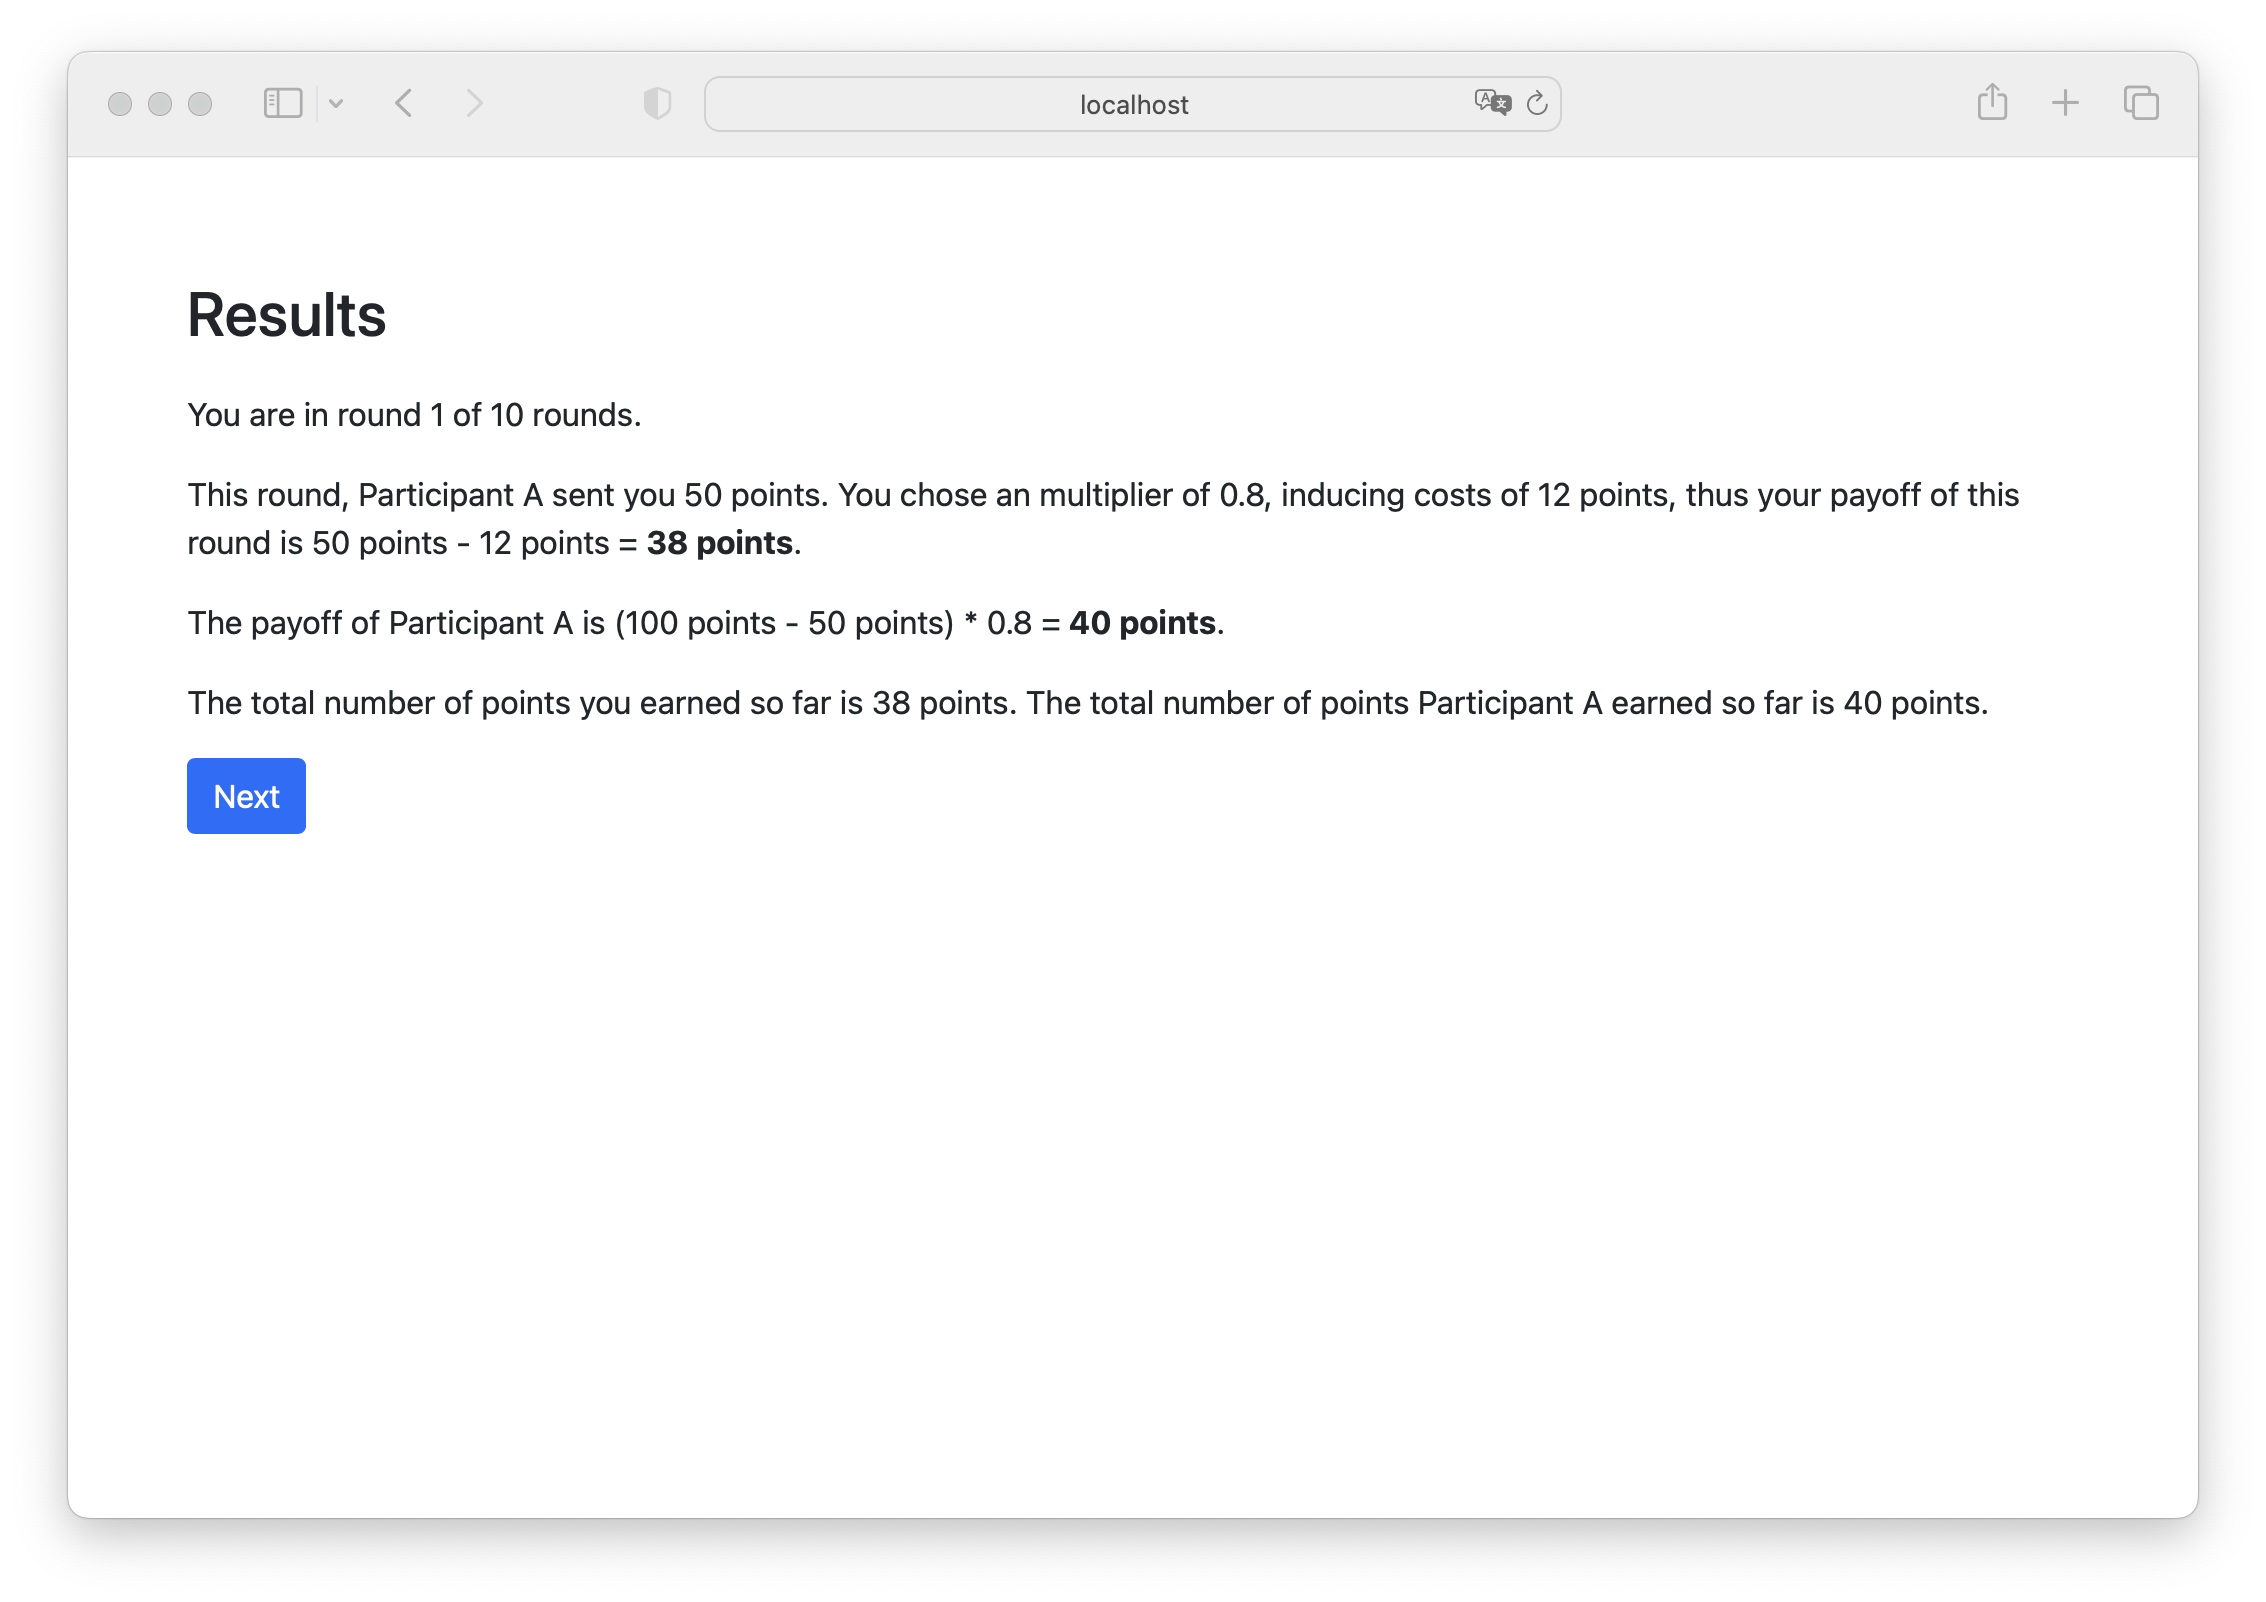 localhost
Results
You are in round 1 of 10 rounds.
This round, Participant A sent you 50 points. You chose an multiplier of 0.8, inducing costs of 12 points, thus your payoff of this
round is 50 points - 12 points = 38 points.
The payoff of Participant A is (100 points - 50 points) * 0.8 = 40 points.
The total number of points you earned so far is 38 points. The total number of points Participant A earned so far is 40 points.
Next